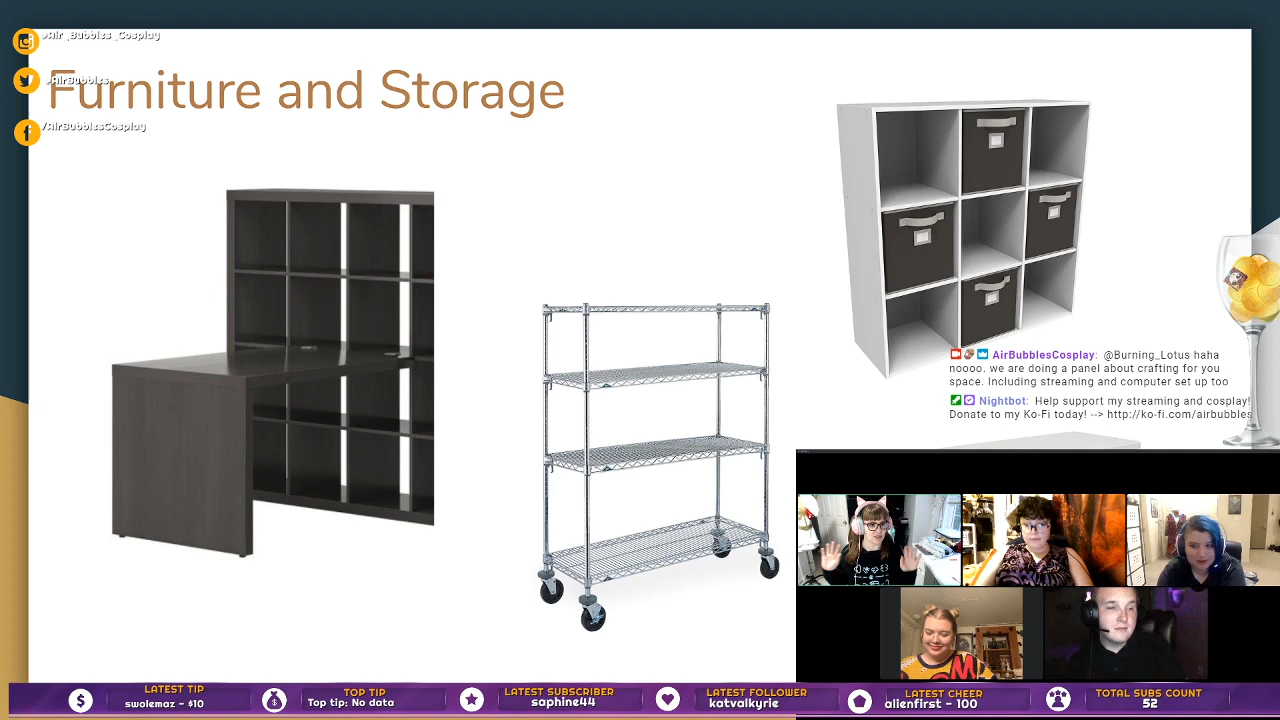 @Air_Bubbles_Cosplay
@AirBubbles
Furniture and Storage
/AirBubblesCosplay
AirBubblesCosplay: @Burning_Lotus haha
noooo. we are doing a panel about crafting for you
space. Including streaming and computer set up too
Nightbot: Help support my streaming and cosplay!
Donate to my Ko-Fi today! --> http://ko-fi.com/airbubbles
LATEST TIP
swolemaz - $10
TOP TIP
Top tip: No data
LATEST SUBSCRIBER
saphine44
LATEST FOLLOWER
katvalkyrie
LATEST CHEER
alienfirst - 100
TOTAL SUBS COUNT
52